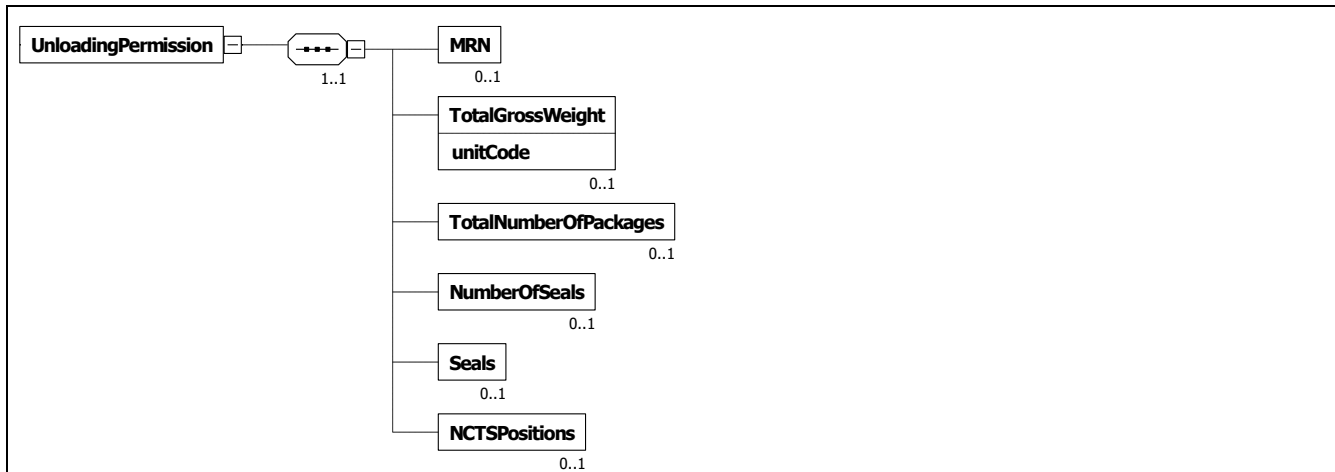 UnloadingPermission
1..1
MRN
0..1
TotalGrossWeight
unitCode
0..1
TotalNumberOfPackages
0..1
NumberOfSeals
0..1
Seals
0..1
NCTSPositions
0..1